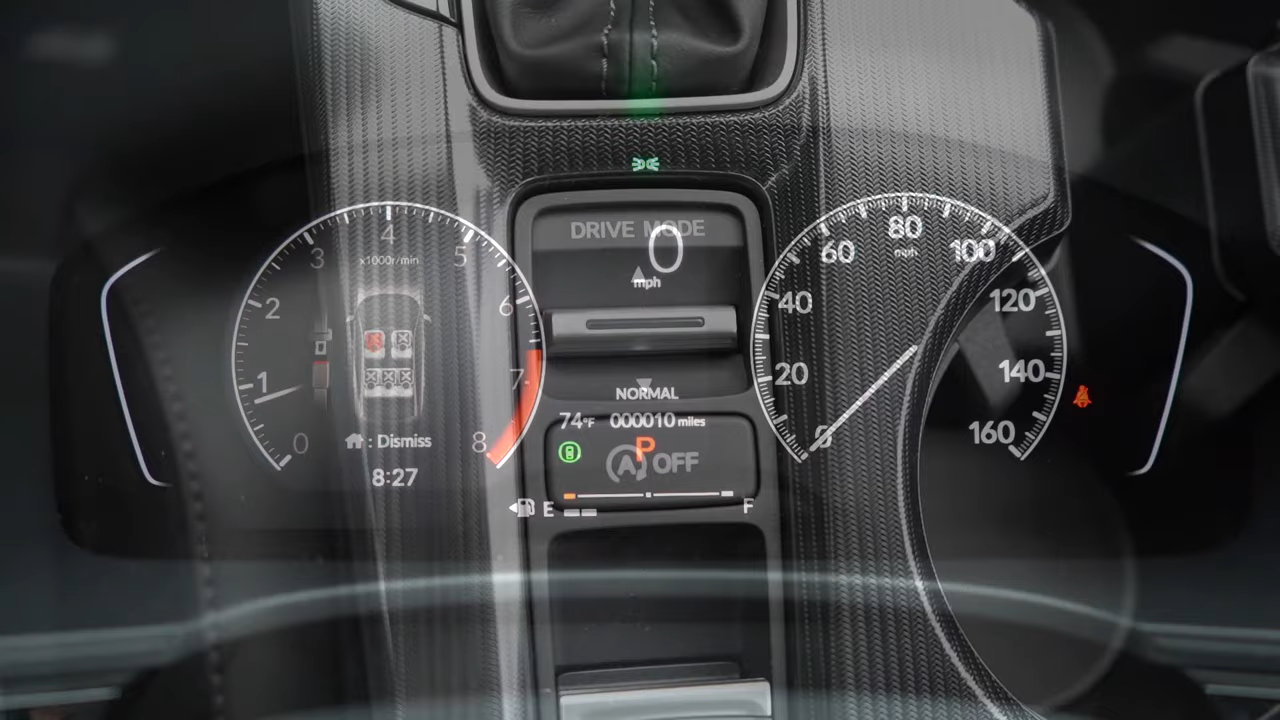 DRIVE MODE
0
mph
NORMAL
74°F 000010 miles
P
A OFF
E F
0 1 2 3 4 5 6 7 8
x1000r/min
: Dismiss
8:27
0 20 40 60 80 100 120 140 160
mph